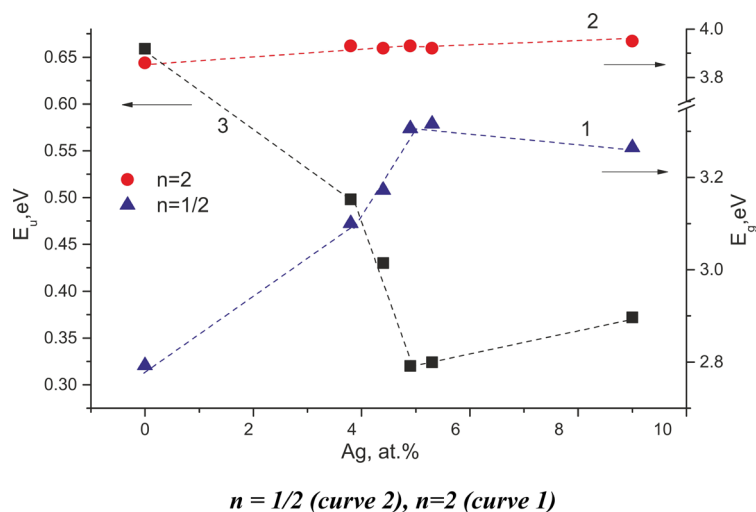 2
4.0
0.65
3.9
0.60
3
1
0.55
n=2
3.2
0.50
n=1/2
E_u,eV
E_g,eV
0.45
3.0
0.40
0.35
2.8
0.30
0 2 4 6 8 10
Ag, at.%
n = 1/2 (curve 2), n=2 (curve 1)